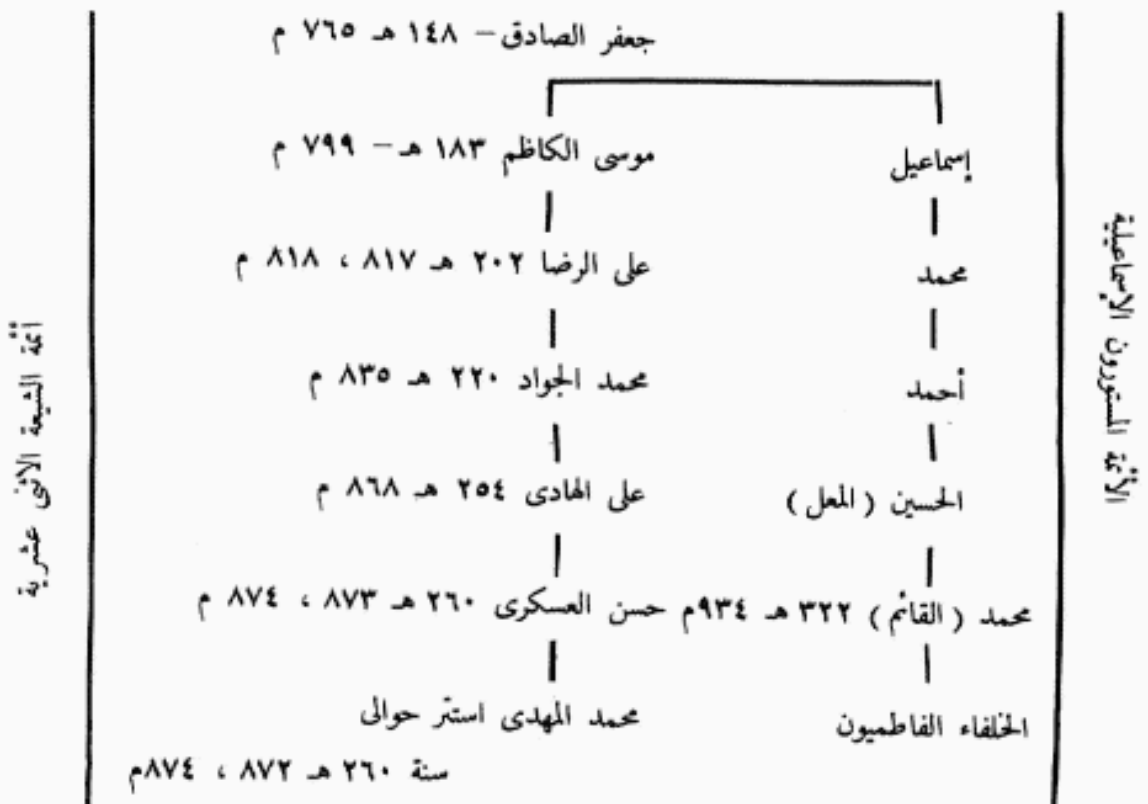 جعفر الصادق – ١٤٨ هـ ٧٦٥ م
إسماعيل
موسى الكاظم ١٨٣ هـ – ٧٩٩ م
محمد
على الرضا ٢٠٢ هـ ٨١٧ ، ٨١٨ م
أحمد
محمد الجواد ٢٢٠ هـ ٨٣٥ م
الحسين ( المعل )
على الهادى ٢٥٤ هـ ٨٦٨ م
محمد ( القائم ) ٣٢٢ هـ ٩٣٤م
حسن العسكرى ٢٦٠ هـ ٨٧٣ ، ٨٧٤ م
الخلفاء الفاطميون
محمد المهدى استتر حوالى
سنة ٢٦٠ هـ ٨٧٢ ، ٨٧٤م
الأئمة المستورون الإسماعيلية
أئمة الشيعة الاثنى عشرية